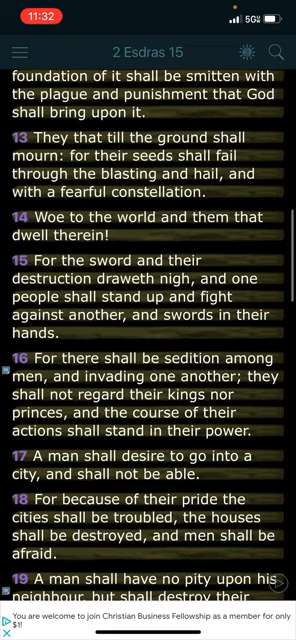 11:32
5G
2 Esdras 15
foundation of it shall be smitten with
the plague and punishment that God
shall bring upon it.
13 They that till the ground shall
mourn: for their seeds shall fail
through the blasting and hail, and
with a fearful constellation.
14 Woe to the world and them that
dwell therein!
15 For the sword and their
destruction draweth nigh, and one
people shall stand up and fight
against another, and swords in their
hands.
16 For there shall be sedition among
men, and invading one another; they
shall not regard their kings nor
princes, and the course of their
actions shall stand in their power.
17 A man shall desire to go into a
city, and shall not be able.
18 For because of their pride the
cities shall be troubled, the houses
shall be destroyed, and men shall be
afraid.
19 A man shall have no pity upon his
neighbour, but shall destroy their
You are welcome to join Christian Business Fellowship as a member for only
$1!